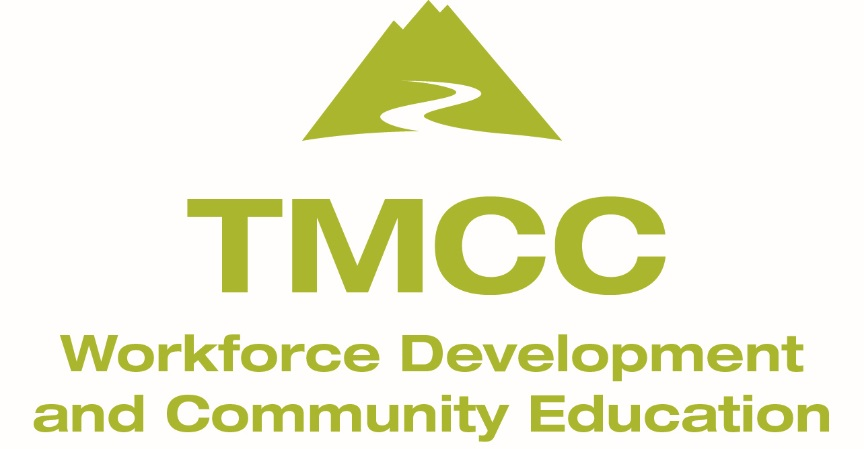 TMCC
Workforce Development
and Community Education